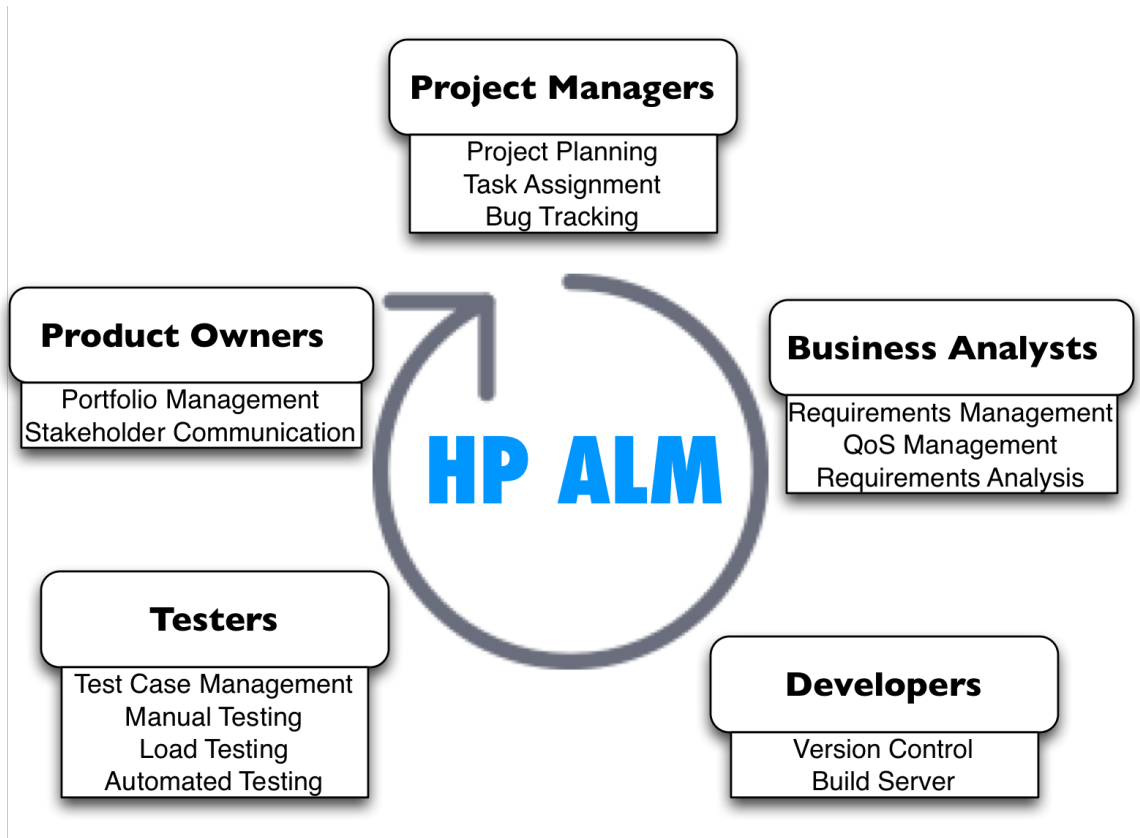 Project Managers
Project Planning
Task Assignment
Bug Tracking
Product Owners
Portfolio Management
Stakeholder Communication
Business Analysts
Requirements Management
QoS Management
Requirements Analysis
HP ALM
Testers
Test Case Management
Manual Testing
Load Testing
Automated Testing
Developers
Version Control
Build Server